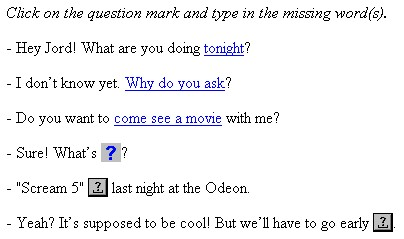 Click on the question mark and type in the missing word(s).
- Hey Jord! What are you doing tonight?
- I don't know yet. Why do you ask?
- Do you want to come see a movie with me?
- Sure! What's ? ?
- "Scream 5" ? last night at the Odeon.
- Yeah? It's supposed to be cool! But we'll have to go early ? .